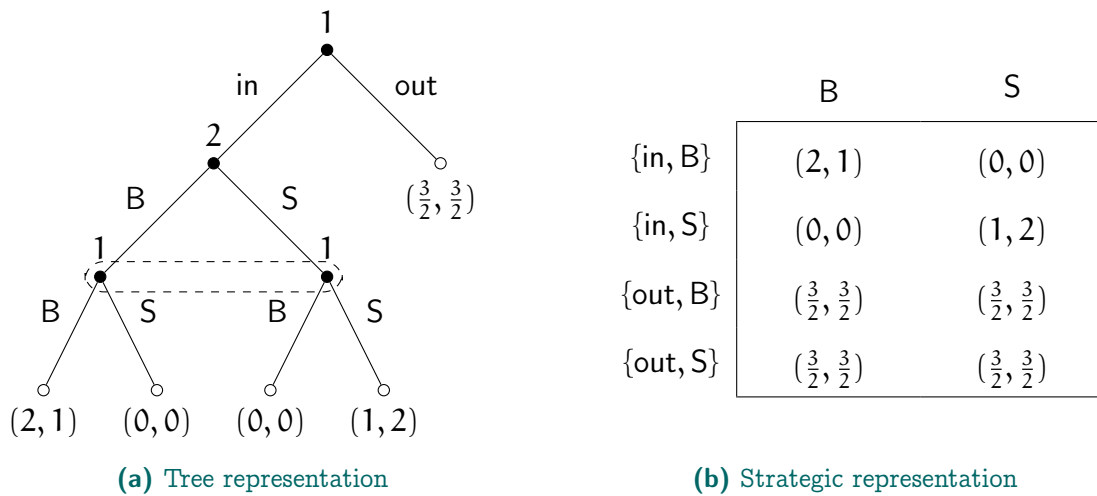 1
in out
2
B S
(3/2, 3/2)
1 1
B S B S
(2, 1) (0, 0) (0, 0) (1, 2)
(a) Tree representation
B S
{in, B} (2, 1) (0, 0)
{in, S} (0, 0) (1, 2)
{out, B} (3/2, 3/2) (3/2, 3/2)
{out, S} (3/2, 3/2) (3/2, 3/2)
(b) Strategic representation